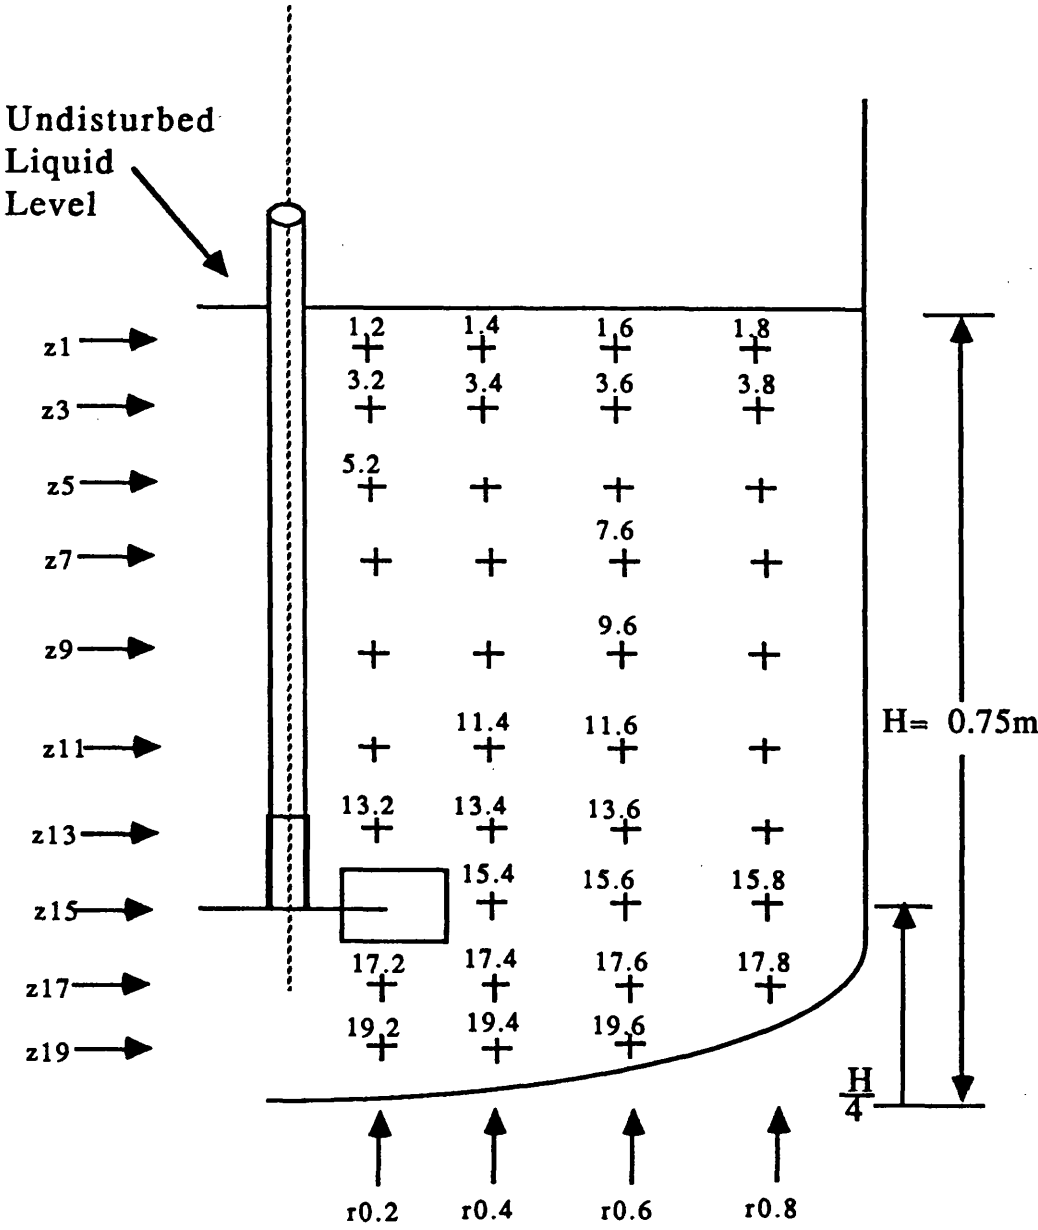 Undisturbed
Liquid
Level
z1 1.2 1.4 1.6 1.8
z3 3.2 3.4 3.6 3.8
z5 5.2
z7 7.6
z9 9.6
z11 11.4 11.6
H= 0.75m
z13 13.2 13.4 13.6
z15 15.4 15.6 15.8
z17 17.2 17.4 17.6 17.8
z19 19.2 19.4 19.6
H
4
r0.2 r0.4 r0.6 r0.8